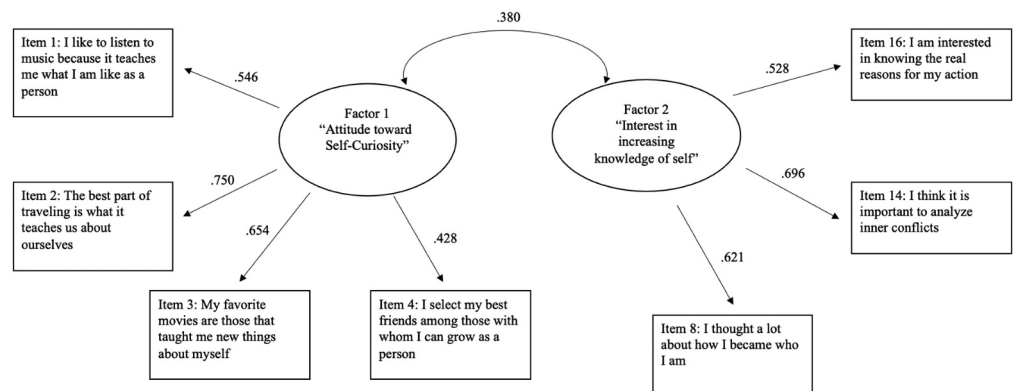 .380
Item 1: I like to listen to
music because it teaches
me what I am like as a
person
.546
Factor 1
“Attitude toward
Self-Curiosity”
Factor 2
“Interest in
increasing
knowledge of self”
.528
Item 16: I am interested
in knowing the real
reasons for my action
Item 2: The best part of
traveling is what it
teaches us about
ourselves
.750
.654
.428
.696
Item 14: I think it is
important to analyze
inner conflicts
.621
Item 3: My favorite
movies are those that
taught me new things
about myself
Item 4: I select my best
friends among those with
whom I can grow as a
person
Item 8: I thought a lot
about how I became who
I am